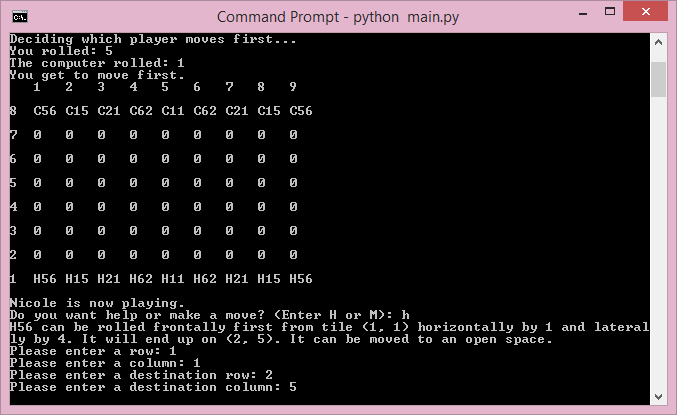 Command Prompt - python  main.py
Deciding which player moves first...
You rolled: 5
The computer rolled: 1
You get to move first.
1 2 3 4 5 6 7 8 9
8 C56 C15 C21 C62 C11 C62 C21 C15 C56
7 0 0 0 0 0 0 0 0 0
6 0 0 0 0 0 0 0 0 0
5 0 0 0 0 0 0 0 0 0
4 0 0 0 0 0 0 0 0 0
3 0 0 0 0 0 0 0 0 0
2 0 0 0 0 0 0 0 0 0
1 H56 H15 H21 H62 H11 H62 H21 H15 H56
Nicole is now playing.
Do you want help or make a move? (Enter H or M): h
H56 can be rolled frontally first from tile (1, 1) horizontally by 1 and lateral
ly by 4. It will end up on (2, 5). It can be moved to an open space.
Please enter a row: 1
Please enter a column: 1
Please enter a destination row: 2
Please enter a destination column: 5